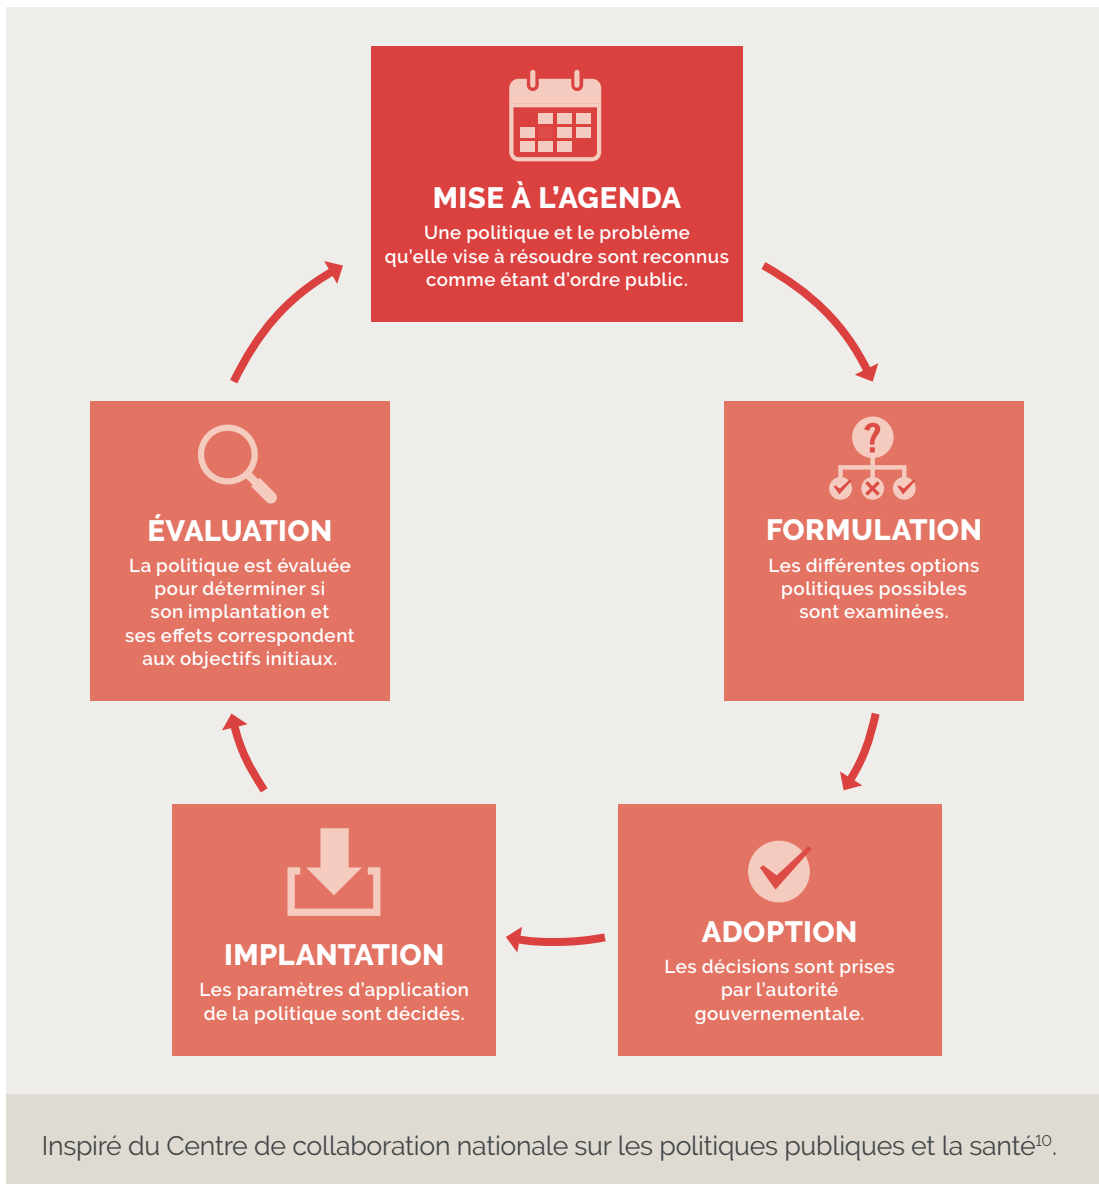 MISE À L’AGENDA
Une politique et le problème
qu’elle vise à résoudre sont reconnus
comme étant d’ordre public.
?
FORMULATION
Les différentes options
politiques possibles
sont examinées.
ADOPTION
Les décisions sont prises
par l’autorité
gouvernementale.
IMPLANTATION
Les paramètres d’application
de la politique sont décidés.
ÉVALUATION
La politique est évaluée
pour déterminer si
son implantation et
ses effets correspondent
aux objectifs initiaux.
Inspiré du Centre de collaboration nationale sur les politiques publiques et la santé¹⁰.